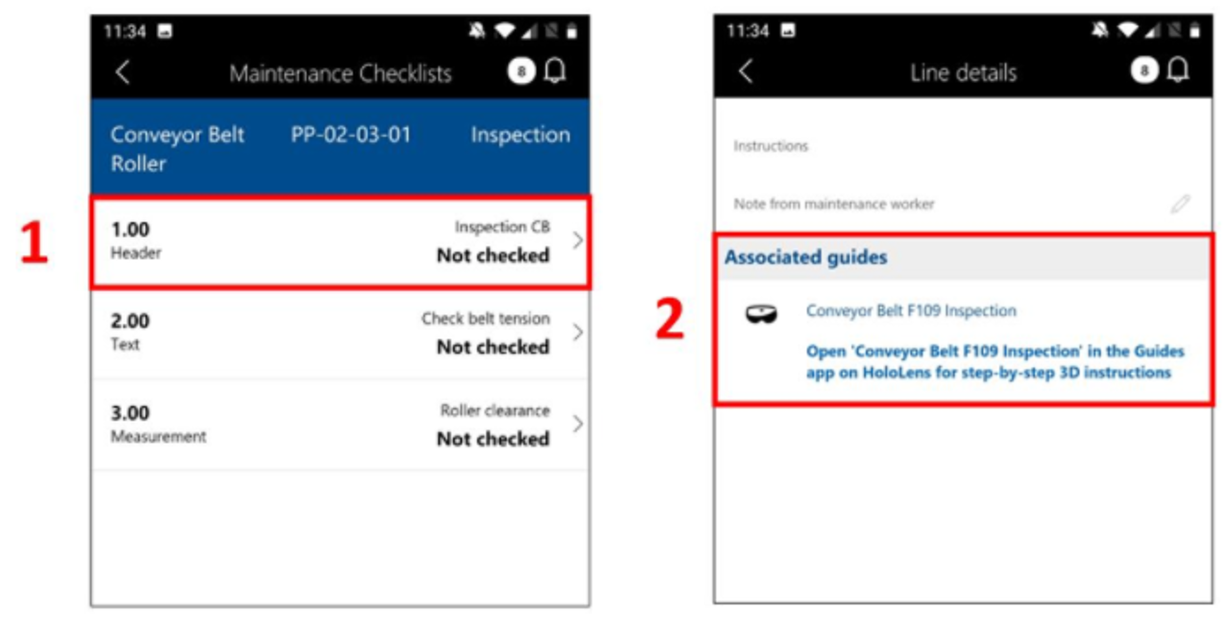 11:34
Maintenance Checklists 8
Conveyor Belt PP-02-03-01 Inspection
Roller
1
1.00 Inspection CB
Header Not checked
2.00 Check belt tension
Text Not checked
3.00 Roller clearance
Measurement Not checked
11:34
Line details 8
Instructions
Note from maintenance worker
Associated guides
2
Conveyor Belt F109 Inspection
Open 'Conveyor Belt F109 Inspection' in the Guides
app on HoloLens for step-by-step 3D instructions